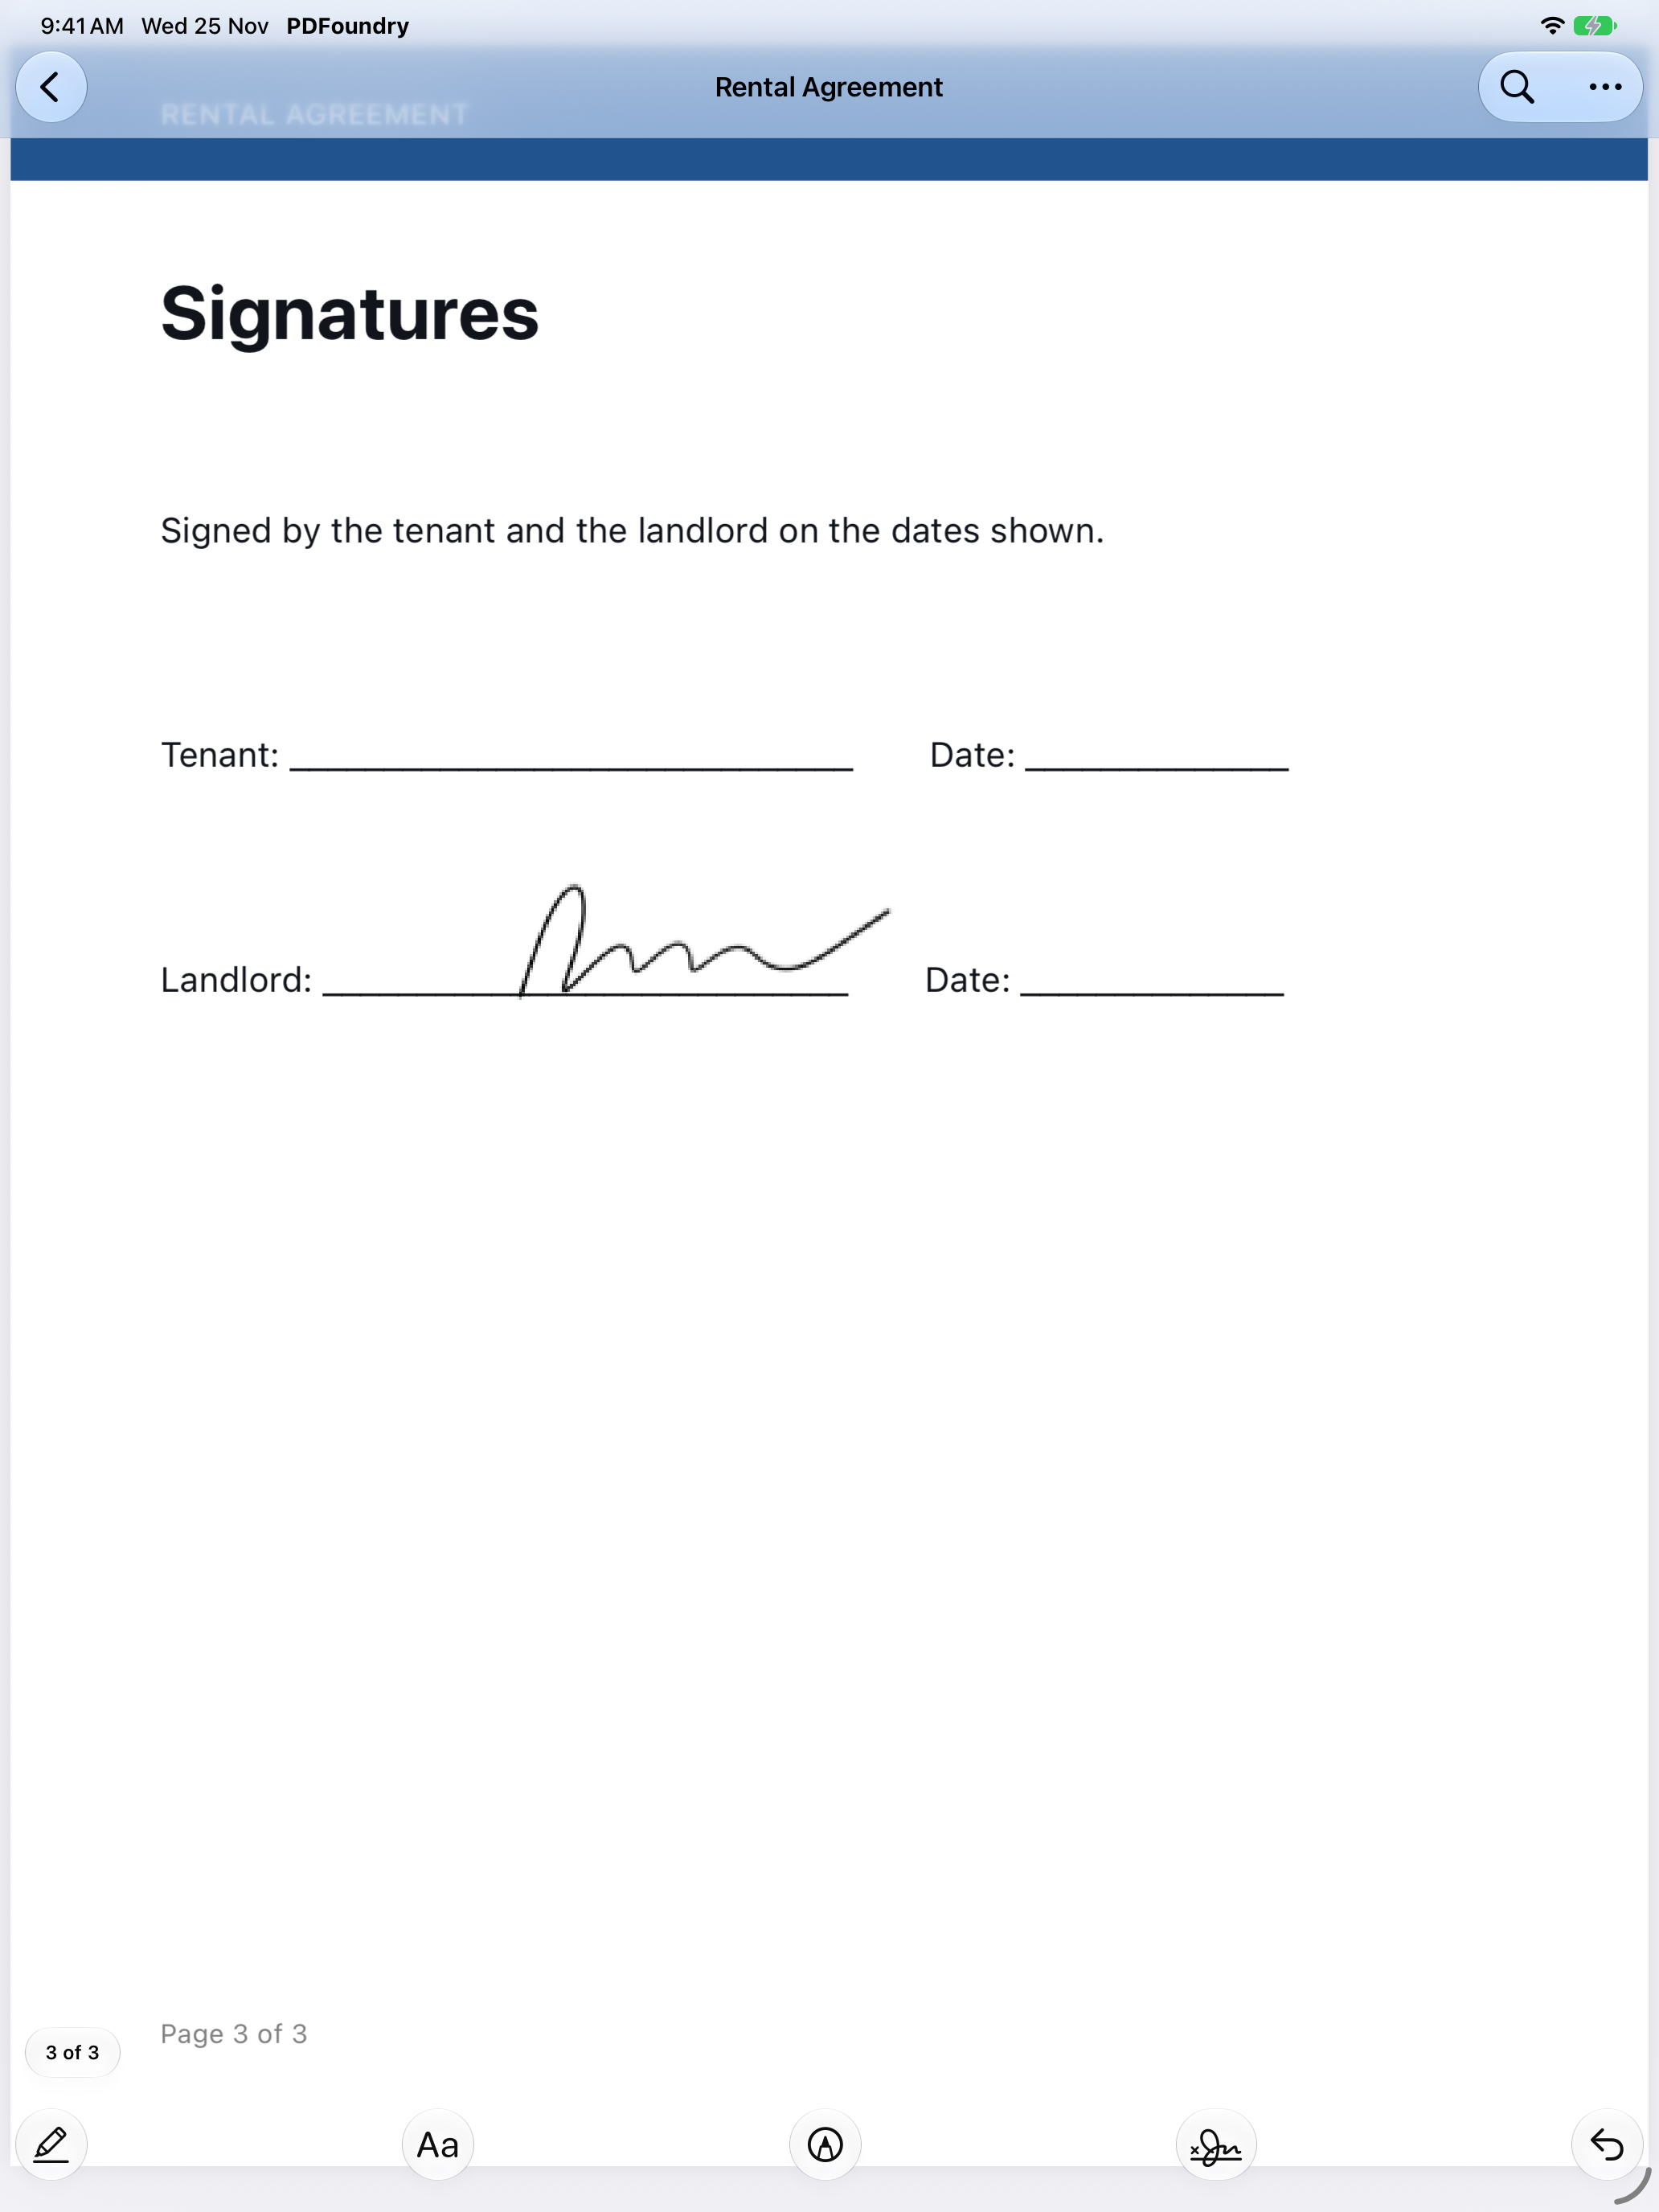 9:41 AM Wed 25 Nov PDFoundry
Rental Agreement
RENTAL AGREEMENT
Signatures
Signed by the tenant and the landlord on the dates shown.
Tenant: Date:
Landlord: Date:
Page 3 of 3
3 of 3
Aa